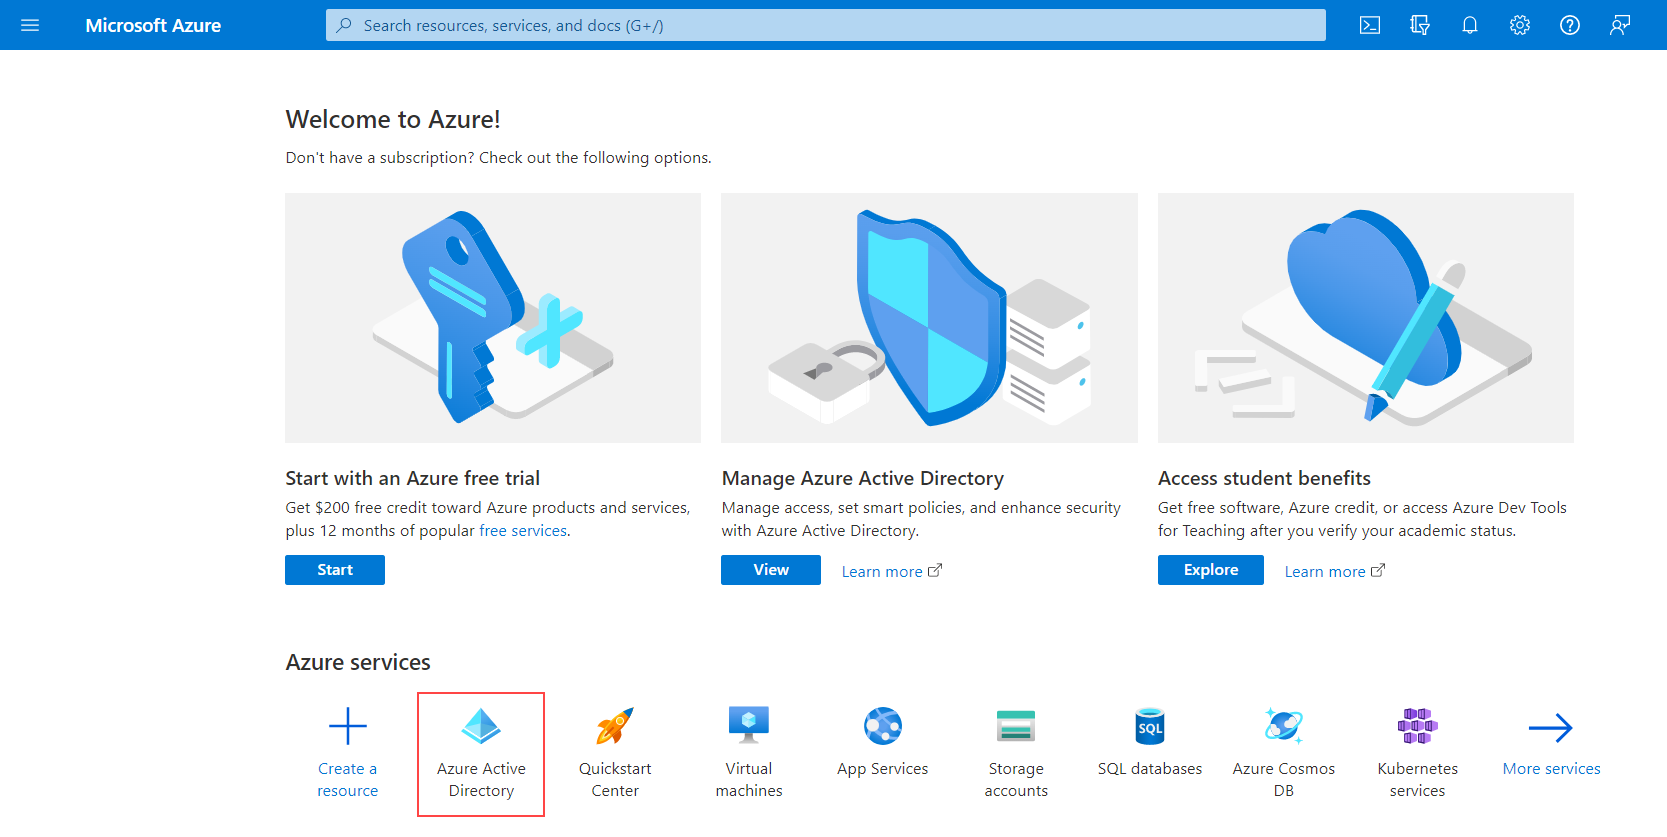 Microsoft Azure
Search resources, services, and docs (G+/)
Welcome to Azure!
Don't have a subscription? Check out the following options.
Start with an Azure free trial
Get $200 free credit toward Azure products and services,
plus 12 months of popular free services.
Start
Manage Azure Active Directory
Manage access, set smart policies, and enhance security
with Azure Active Directory.
View
Learn more
Access student benefits
Get free software, Azure credit, or access Azure Dev Tools
for Teaching after you verify your academic status.
Explore
Learn more
Azure services
Create a
resource
Azure Active
Directory
Quickstart
Center
Virtual
machines
App Services
Storage
accounts
SQL
SQL databases
Azure Cosmos
DB
Kubernetes
services
More services